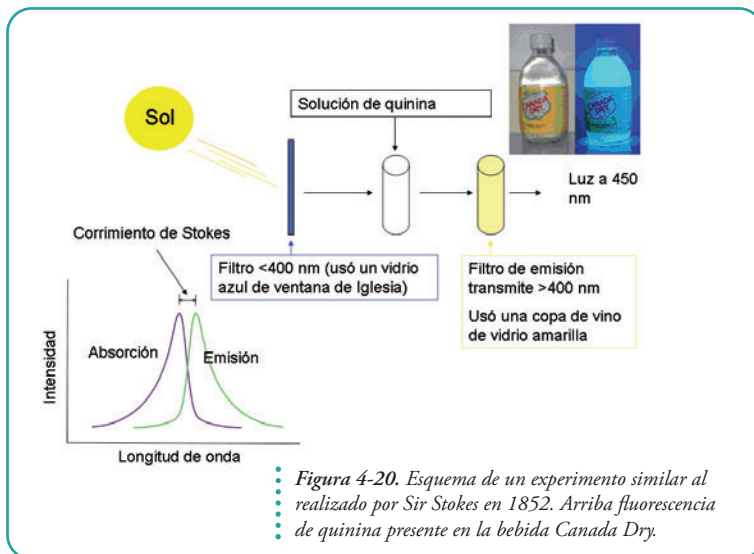 Sol
Solución de quinina
CANADA
DRY
Luz a 450
nm
Corrimiento de Stokes
Filtro <400 nm (usó un vidrio
azul de ventana de Iglesia)
Filtro de emisión
transmite >400 nm
Usó una copa de vino
de vidrio amarilla
Intensidad
Absorción
Emisión
Longitud de onda
Figura 4-20. Esquema de un experimento similar al
realizado por Sir Stokes en 1852. Arriba fluorescencia
de quinina presente en la bebida Canada Dry.